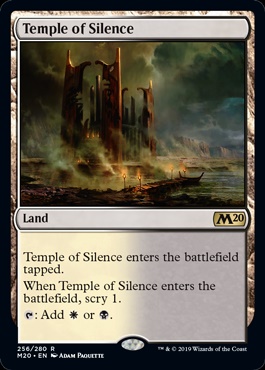 Temple of Silence
Land
M20
Temple of Silence enters the battlefield
tapped.
When Temple of Silence enters the
battlefield, scry 1.
: Add or .
256/280 R
M20 • EN Adam Paquette
™ & © 2019 Wizards of the Coast